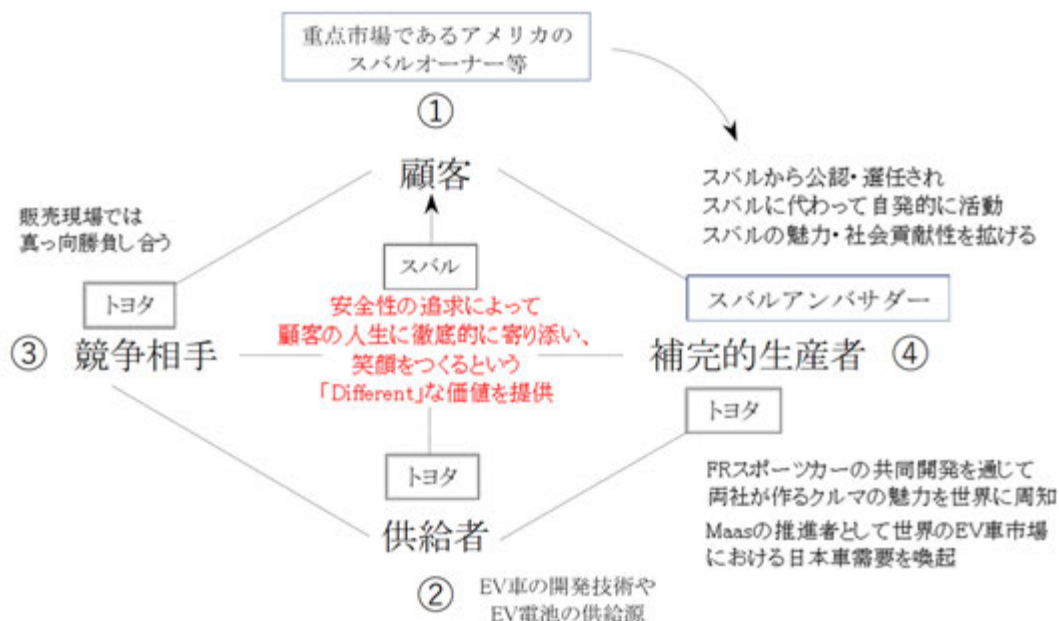 重点市場であるアメリカの
スバルオーナー等
①
顧客
スバルから公認・選任され
スバルに代わって自発的に活動
スバルの魅力・社会貢献性を拡げる
販売現場では
真っ向勝負し合う
トヨタ
③ 競争相手
スバル
安全性の追求によって
顧客の人生に徹底的に寄り添い、
笑顔をつくるという
「Different」な価値を提供
スバルアンバサダー
補完的生産者 ④
トヨタ
FRスポーツカーの共同開発を通じて
両社が作るクルマの魅力を世界に周知
Maasの推進者として世界のEV車市場
における日本車需要を喚起
トヨタ
供給者
②
EV車の開発技術や
EV電池の供給源